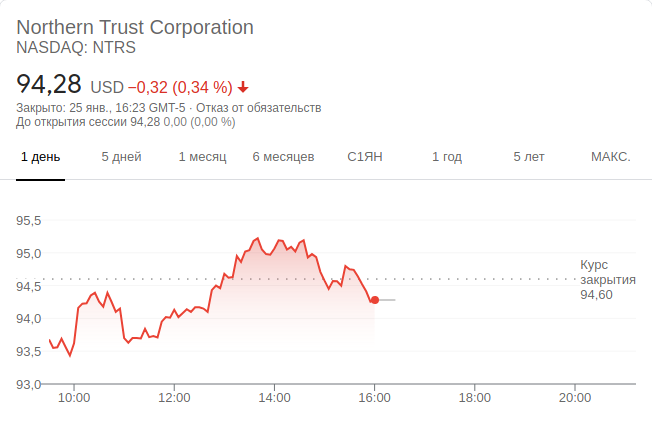 Northern Trust Corporation
NASDAQ: NTRS
94,28 USD −0,32 (0,34 %)
Закрыто: 25 янв., 16:23 GMT-5 · Отказ от обязательств
До открытия сессии 94,28 0,00 (0,00 %)
1 день 5 дней 1 месяц 6 месяцев С1ЯН 1 год 5 лет МАКС.
95,5
95,0
94,5
94,0
93,5
93,0
Курс
закрытия
94,60
10:00 12:00 14:00 16:00 18:00 20:00